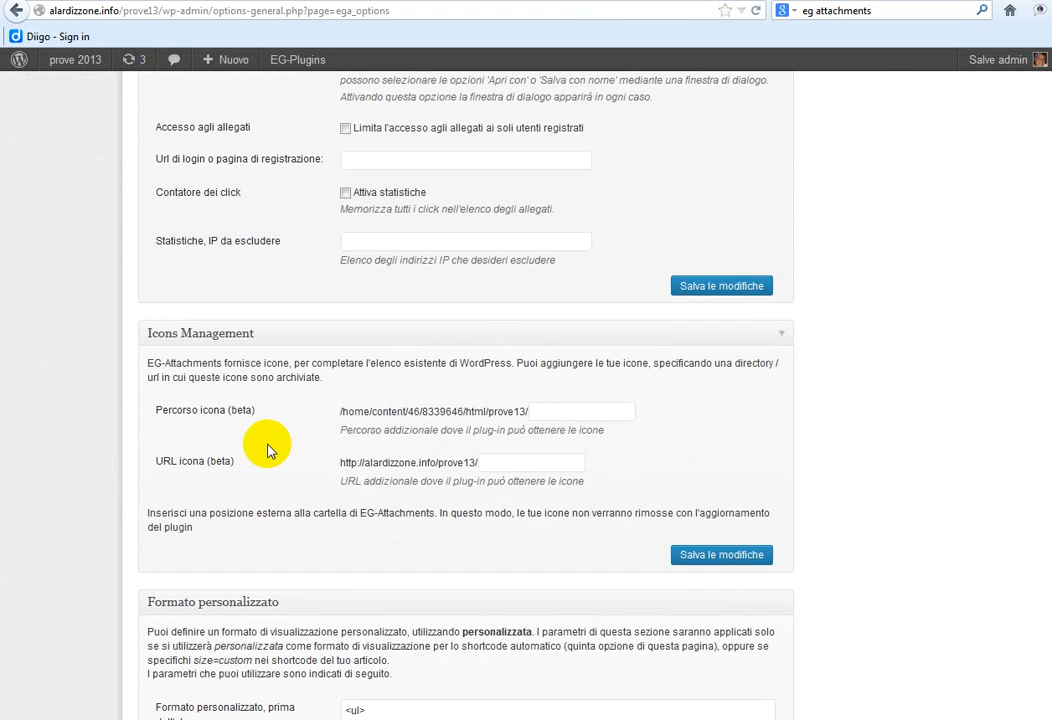 alardizzone.info/prove13/wp-admin/options-general.php?page=ega_options
eg attachments
Diigo - Sign in
prove 2013
3
+ Nuovo
EG-Plugins
Salve admin
possono selezionare le opzioni 'Apri con' o 'Salva con nome' mediante una finestra di dialogo.
Attivando questa opzione la finestra di dialogo apparirà in ogni caso.
Accesso agli allegati
Limita l'accesso agli allegati ai soli utenti registrati
Url di login o pagina di registrazione:
Contatore dei click
Attiva statistiche
Memorizza tutti i click nell'elenco degli allegati.
Statistiche, IP da escludere
Elenco degli indirizzi IP che desideri escludere
Salva le modifiche
Icons Management
EG-Attachments fornisce icone, per completare l'elenco esistente di WordPress. Puoi aggiungere le tue icone, specificando una directory /
url in cui queste icone sono archiviate.
Percorso icona (beta)
/home/content/46/8339646/html/prove13/
Percorso addizionale dove il plug-in può ottenere le icone
URL icona (beta)
http://alardizzone.info/prove13/
URL addizionale dove il plug-in può ottenere le icone
Inserisci una posizione esterna alla cartella di EG-Attachments. In questo modo, le tue icone non verranno rimosse con l'aggiornamento
del plugin
Salva le modifiche
Formato personalizzato
Puoi definire un formato di visualizzazione personalizzato, utilizzando personalizzata. I parametri di questa sezione saranno applicati solo
se si utilizzerà personalizzata come formato di visualizzazione per lo shortcode automatico (quinta opzione di questa pagina), oppure se
specifichi size=custom nei shortcode del tuo articolo.
I parametri che puoi utilizzare sono indicati di seguito.
Formato personalizzato, prima
<ul>